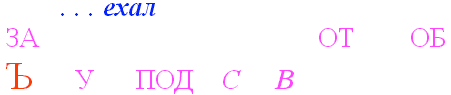 . . . ехал
ЗА ОТ ОБ
Ъ У ПОД С В